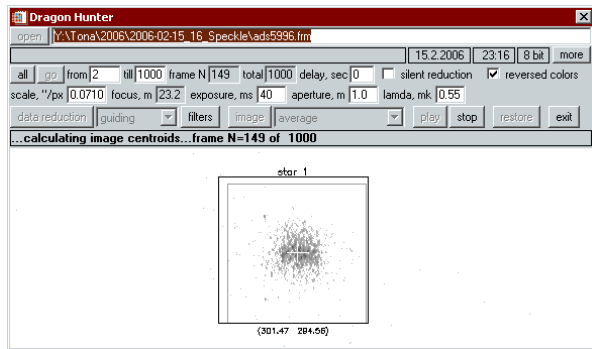 Dragon Hunter
open Y:\Tona\2006\2006-02-15_16_Speckle\ads5996.frm
15.2.2006 23:16 8 bit more
all go from 2 till 1000 frame N 149 total 1000 delay, sec 0 silent reduction reversed colors
scale, "/px 0.0710 focus, m 23.2 exposure, ms 40 aperture, m 1.0 lamda, mk 0.55
data reduction guiding filters image average play stop restore exit
...calculating image centroids...frame N=149 of 1000
star 1
(301.47 284.56)